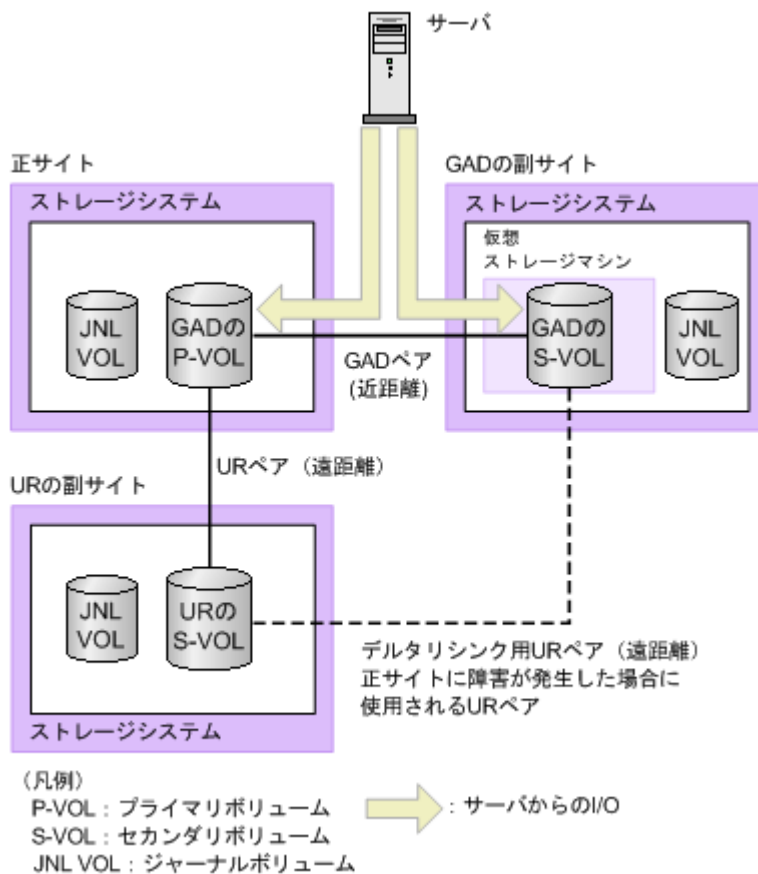 サーバ
正サイト
ストレージシステム
JNL
VOL
GADの
P-VOL
GADの副サイト
ストレージシステム
仮想
ストレージマシン
GADの
S-VOL
JNL
VOL
GADペア
(近距離)
URペア（遠距離）
URの副サイト
JNL
VOL
URの
S-VOL
ストレージシステム
デルタリシンク用URペア（遠距離）
正サイトに障害が発生した場合に
使用されるURペア
（凡例）
P-VOL：プライマリボリューム
S-VOL：セカンダリボリューム
JNL VOL：ジャーナルボリューム
：サーバからのI/O